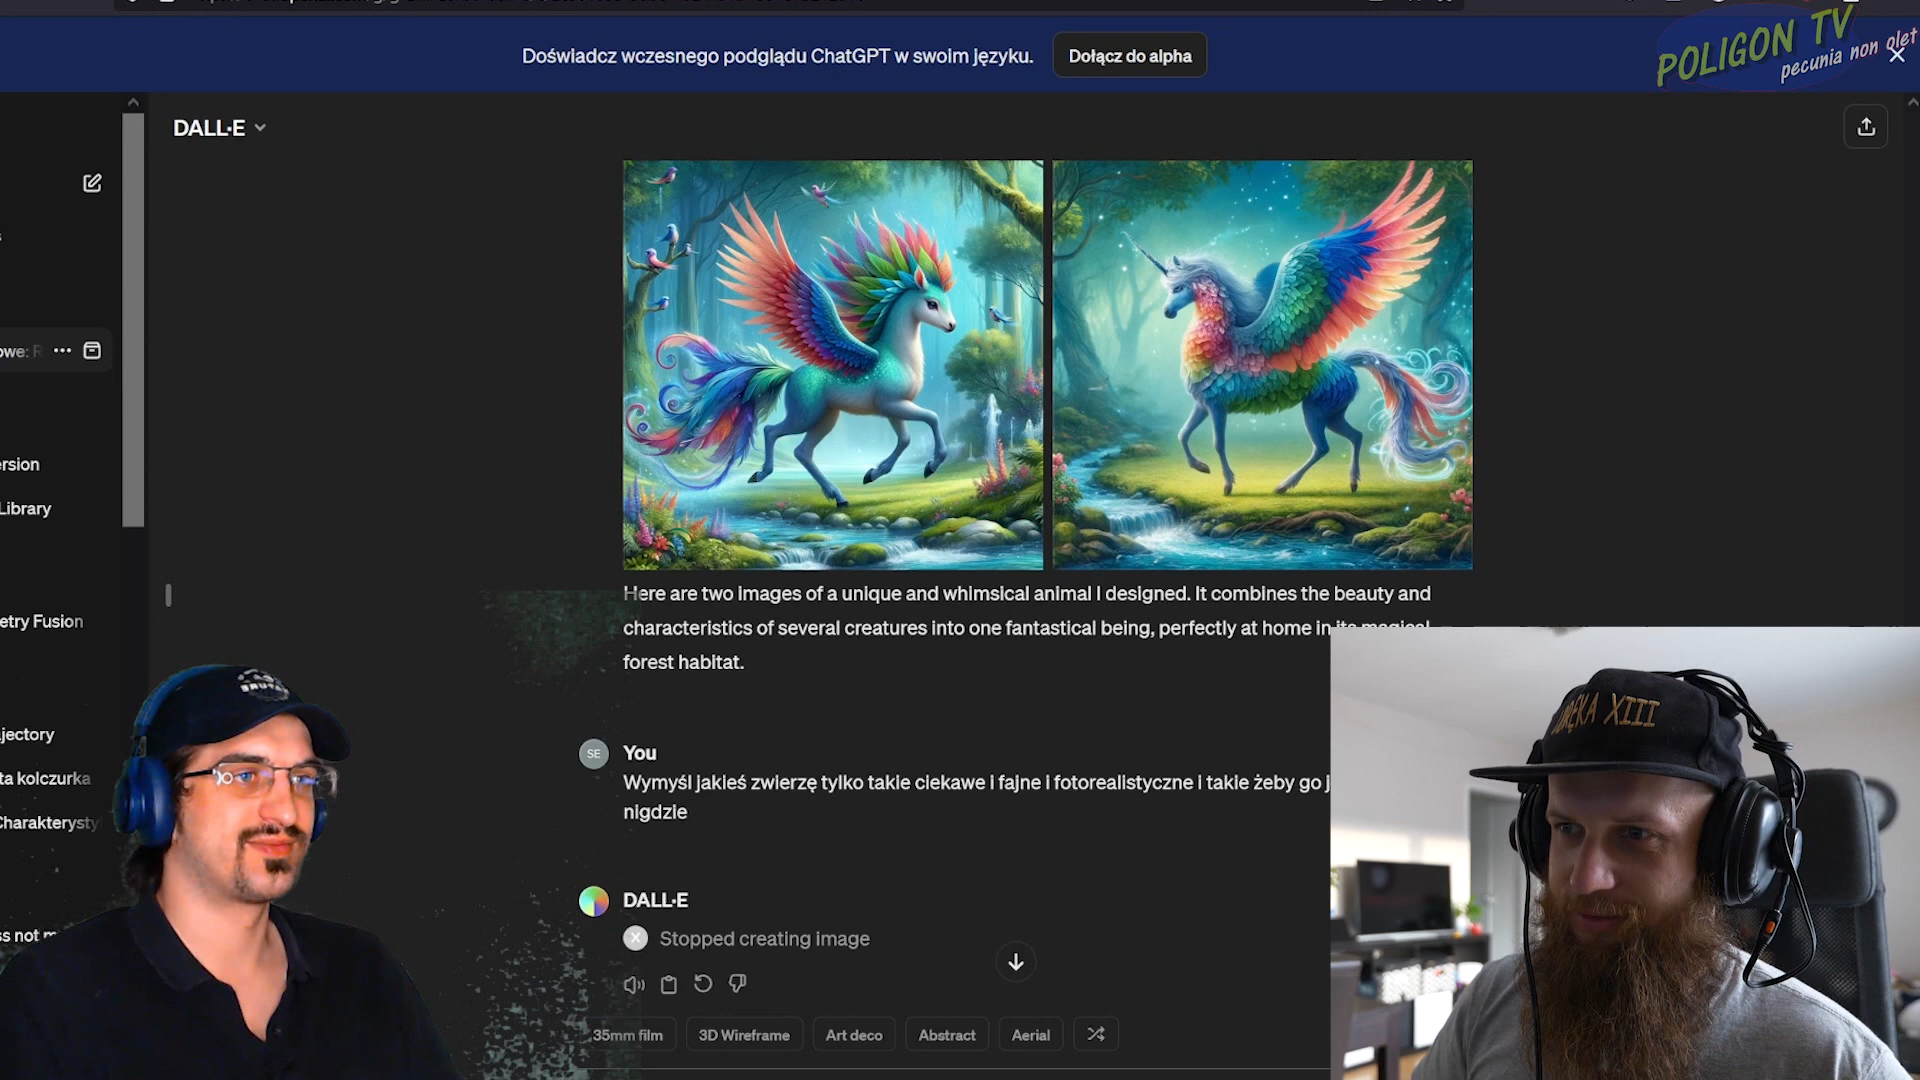 Doświadcz wczesnego podglądu ChatGPT w swoim języku.
Dołącz do alpha
POLIGON TV
pecunia non olet
DALL·E
owe: R
ersion
Library
etry Fusion
jectory
ta kolczurka
Charakterysty
ss not m
Here are two images of a unique and whimsical animal I designed. It combines the beauty and
characteristics of several creatures into one fantastical being, perfectly at home in its magical
forest habitat.
SE
You
Wymyśl jakieś zwierzę tylko takie ciekawe i fajne i fotorealistyczne i takie żeby go j
nigdzie
DALL·E
Stopped creating image
35mm film
3D Wireframe
Art deco
Abstract
Aerial
XIII